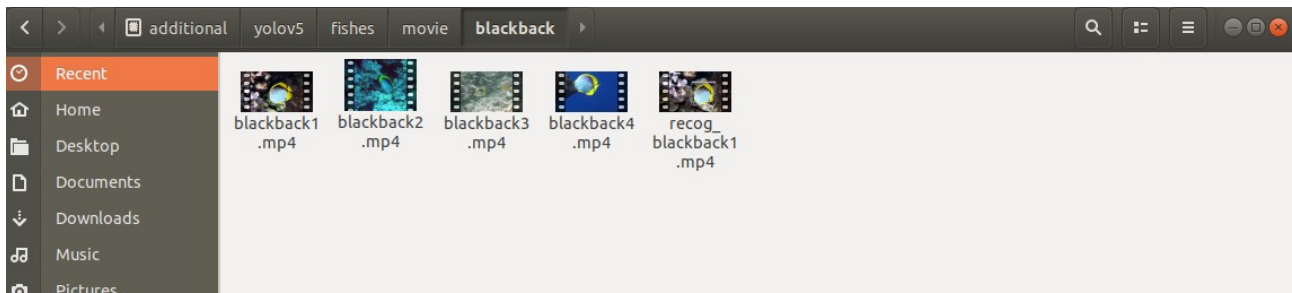 additional yolov5 fishes movie blackback
Recent
Home
Desktop
Documents
Downloads
Music
Pictures
blackback1
.mp4
blackback2
.mp4
blackback3
.mp4
blackback4
.mp4
recog_
blackback1
.mp4